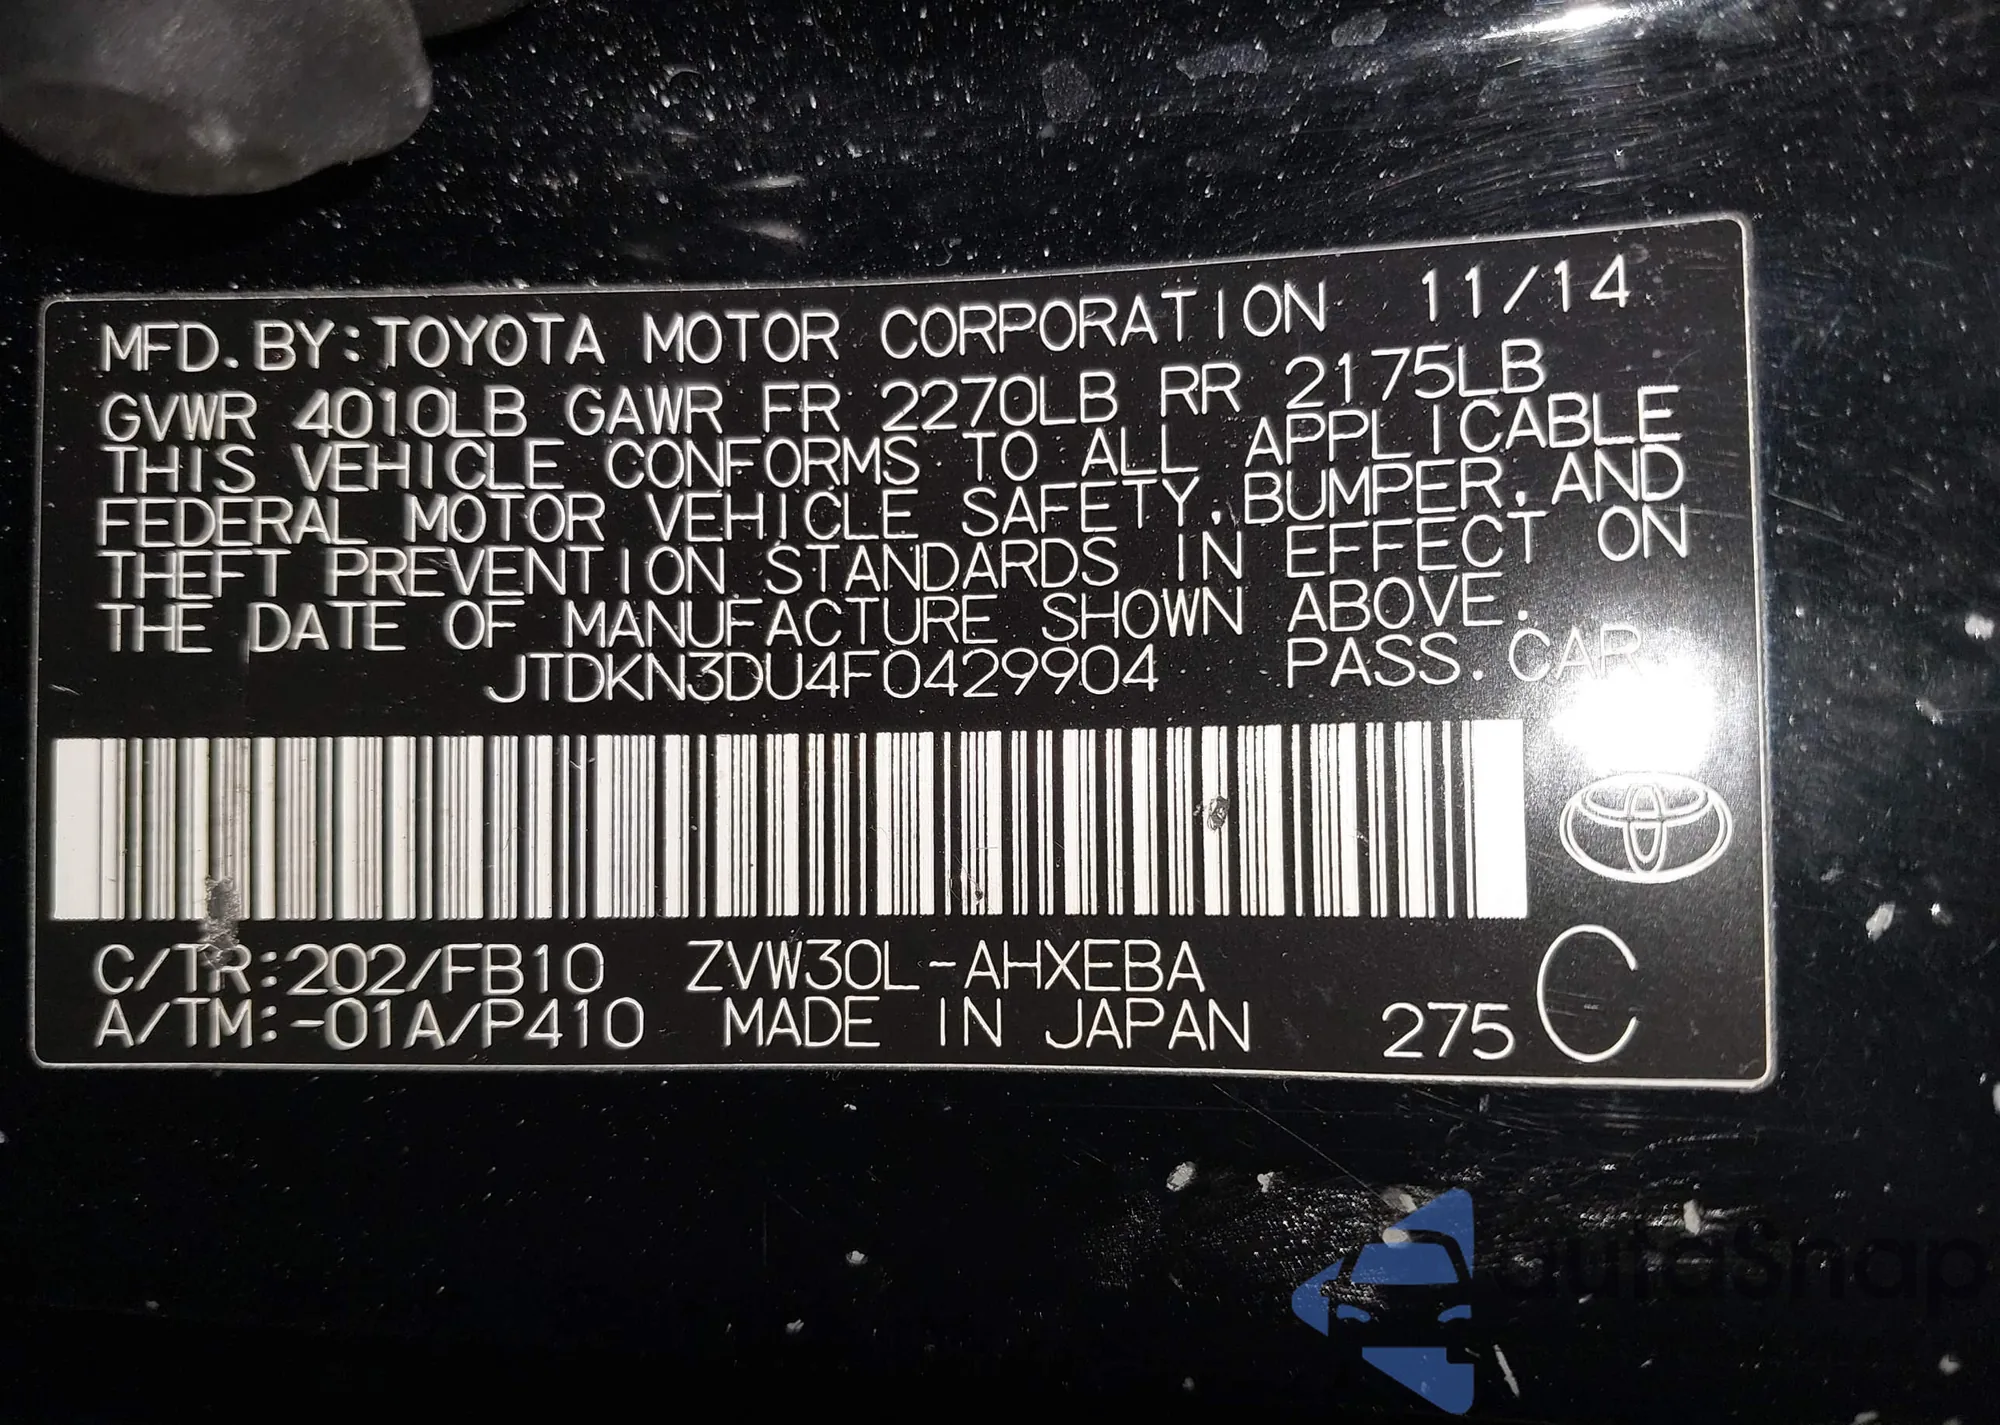 MFD. BY: TOYOTA MOTOR CORPORATION 11/14
GVWR 4010LB GAWR FR 2270LB RR 2175LB
THIS VEHICLE CONFORMS TO ALL APPLICABLE
FEDERAL MOTOR VEHICLE SAFETY, BUMPER, AND
THEFT PREVENTION STANDARDS IN EFFECT ON
THE DATE OF MANUFACTURE SHOWN ABOVE.
JTDKN3DU4F0429904 PASS. CAR
C/TR:202/FB10 ZVW30L-AHXEBA
A/TM:-01A/P410 MADE IN JAPAN 275 C
autosnap